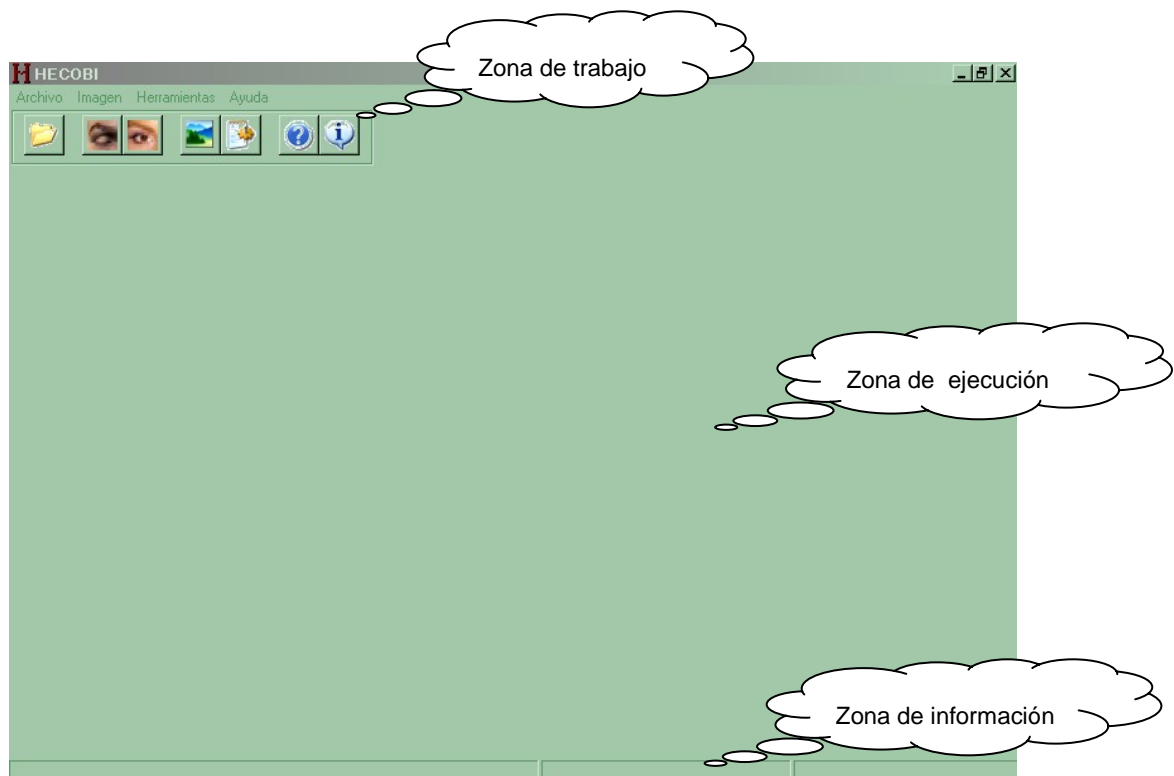 Zona de trabajo
HECOBI
Archivo Imagen Herramientas Ayuda
Zona de ejecución
Zona de información